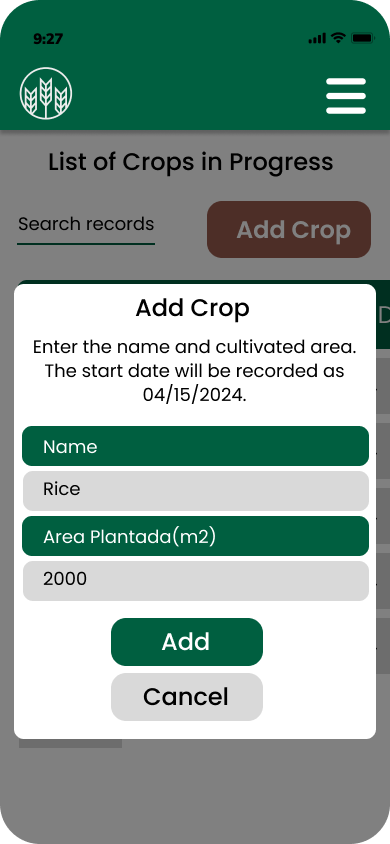 9:27
List of Crops in Progress
Search records
Add Crop
D
Add Crop
Enter the name and cultivated area.
The start date will be recorded as
04/15/2024.
Name
Rice
Area Plantada(m2)
2000
Add
Cancel